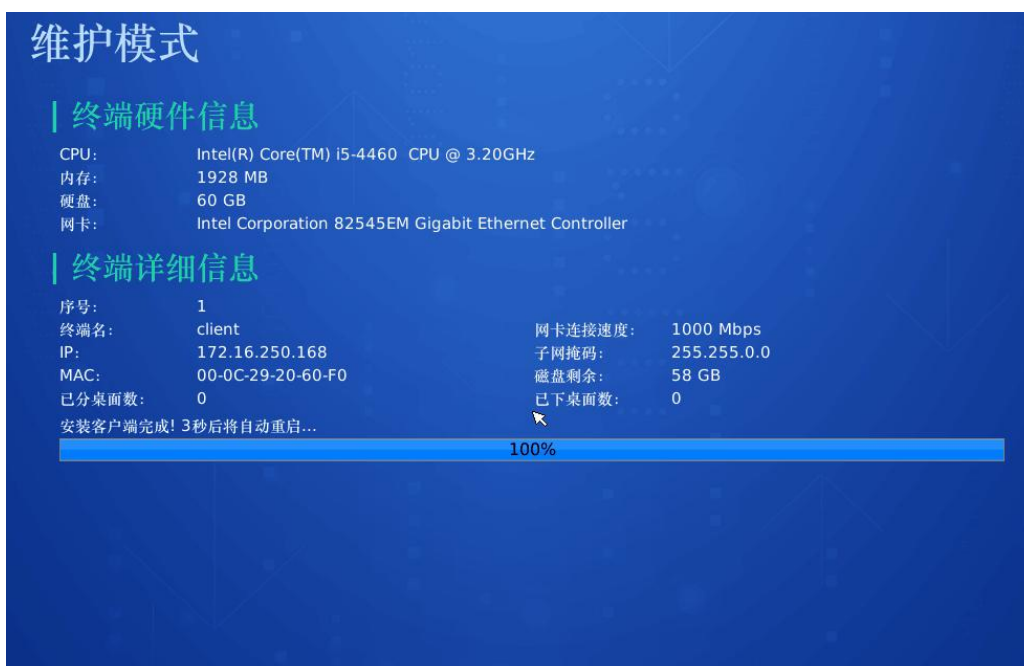 维护模式
终端硬件信息
CPU: Intel(R) Core(TM) i5-4460 CPU @ 3.20GHz
内存: 1928 MB
硬盘: 60 GB
网卡: Intel Corporation 82545EM Gigabit Ethernet Controller
终端详细信息
序号: 1
终端名: client 网卡连接速度: 1000 Mbps
IP: 172.16.250.168 子网掩码: 255.255.0.0
MAC: 00-0C-29-20-60-F0 磁盘剩余: 58 GB
已分桌面数: 0 已下桌面数: 0
安装客户端完成! 3秒后将自动重启...
100%